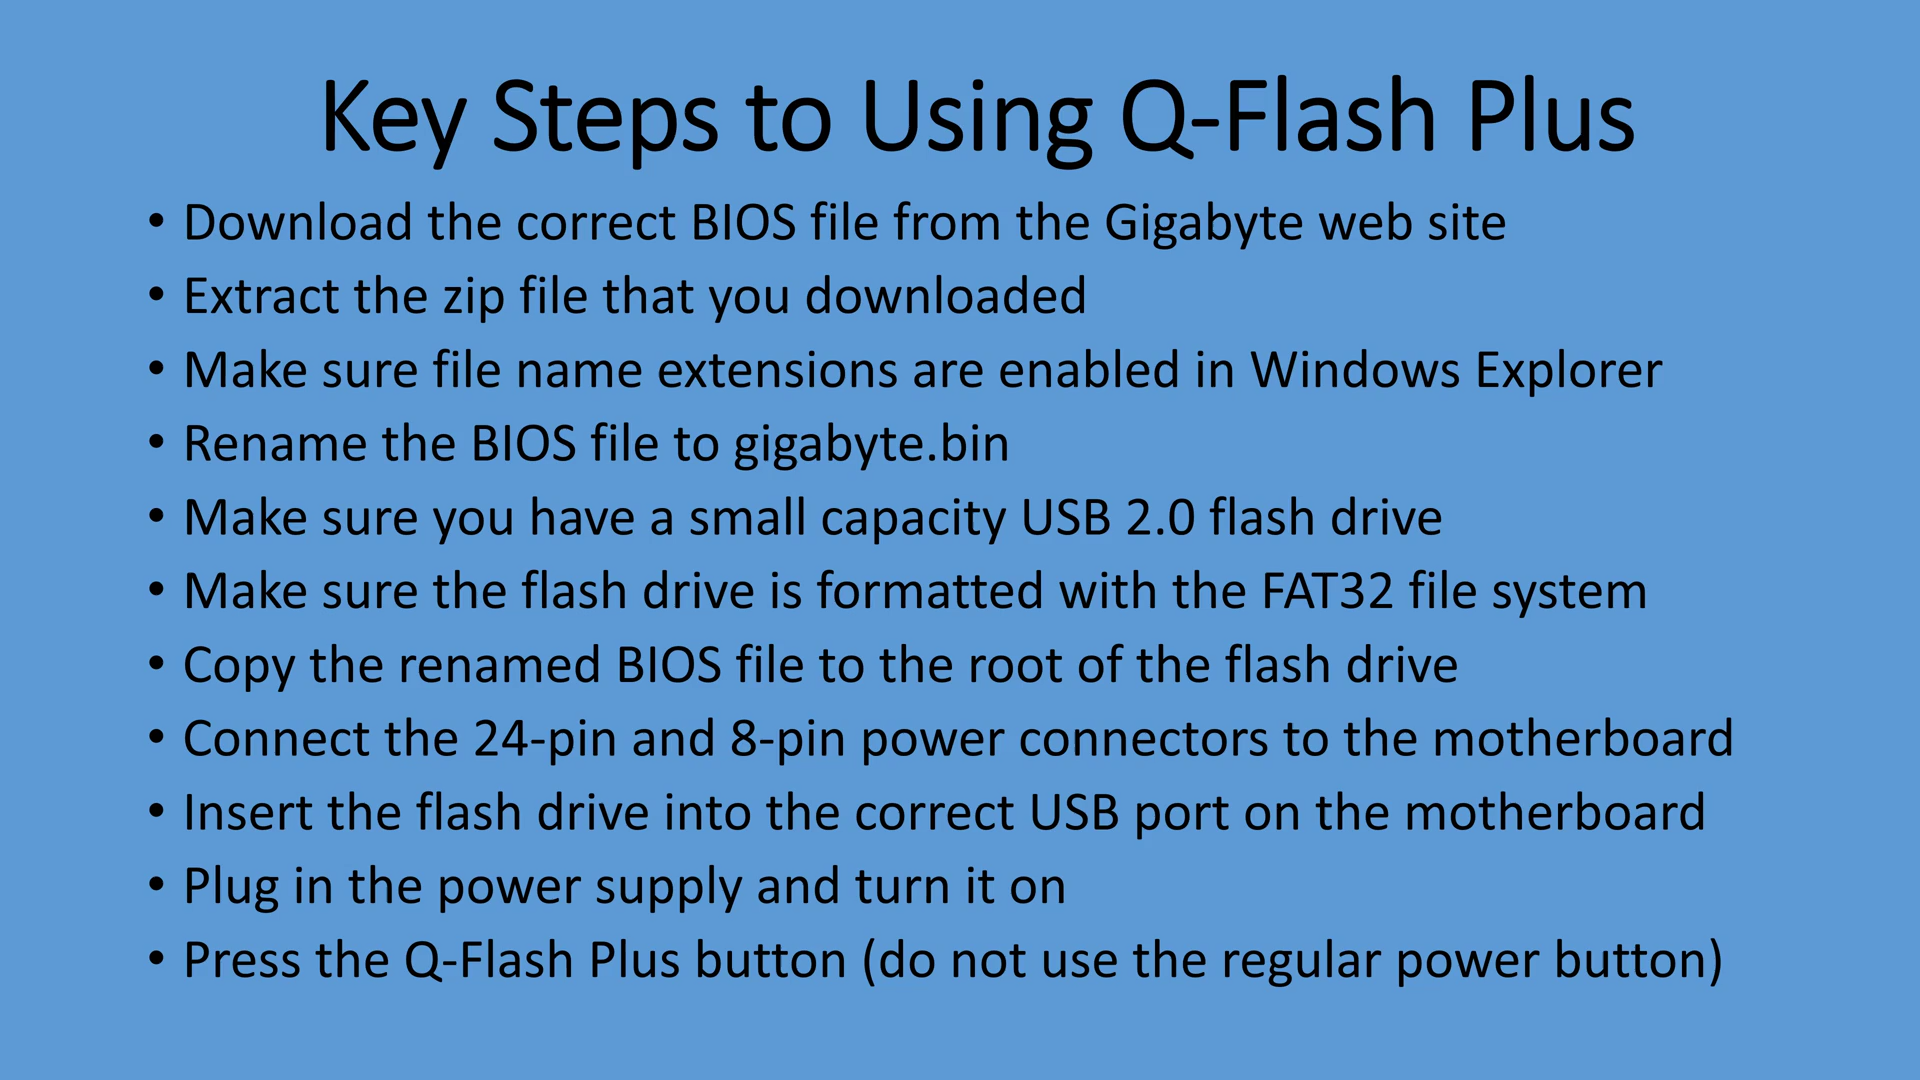 Key Steps to Using Q-Flash Plus
• Download the correct BIOS file from the Gigabyte web site
• Extract the zip file that you downloaded
• Make sure file name extensions are enabled in Windows Explorer
• Rename the BIOS file to gigabyte.bin
• Make sure you have a small capacity USB 2.0 flash drive
• Make sure the flash drive is formatted with the FAT32 file system
• Copy the renamed BIOS file to the root of the flash drive
• Connect the 24-pin and 8-pin power connectors to the motherboard
• Insert the flash drive into the correct USB port on the motherboard
• Plug in the power supply and turn it on
• Press the Q-Flash Plus button (do not use the regular power button)